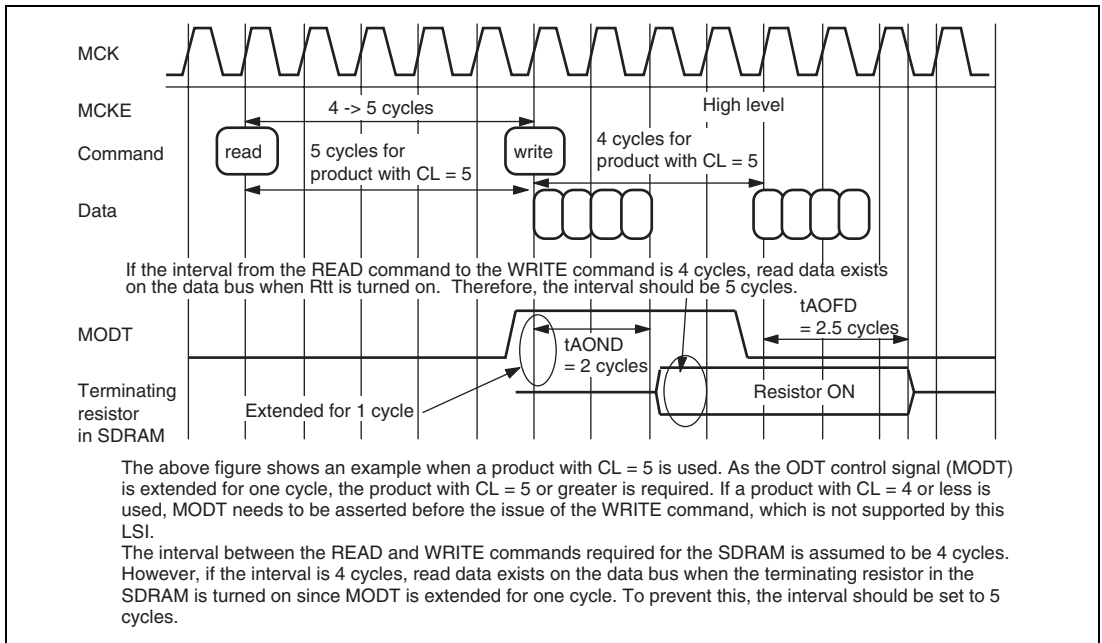 MCK
MCKE
4 -> 5 cycles
High level
Command
read
5 cycles for
product with CL = 5
write
4 cycles for
product with CL = 5
Data
If the interval from the READ command to the WRITE command is 4 cycles, read data exists
on the data bus when Rtt is turned on.  Therefore, the interval should be 5 cycles.
MODT
tAOND
= 2 cycles
tAOFD
= 2.5 cycles
Terminating
resistor
in SDRAM
Extended for 1 cycle
Resistor ON
The above figure shows an example when a product with CL = 5 is used. As the ODT control signal (MODT)
is extended for one cycle, the product with CL = 5 or greater is required. If a product with CL = 4 or less is
used, MODT needs to be asserted before the issue of the WRITE command, which is not supported by this
LSI.
The interval between the READ and WRITE commands required for the SDRAM is assumed to be 4 cycles.
However, if the interval is 4 cycles, read data exists on the data bus when the terminating resistor in the
SDRAM is turned on since MODT is extended for one cycle. To prevent this, the interval should be set to 5
cycles.